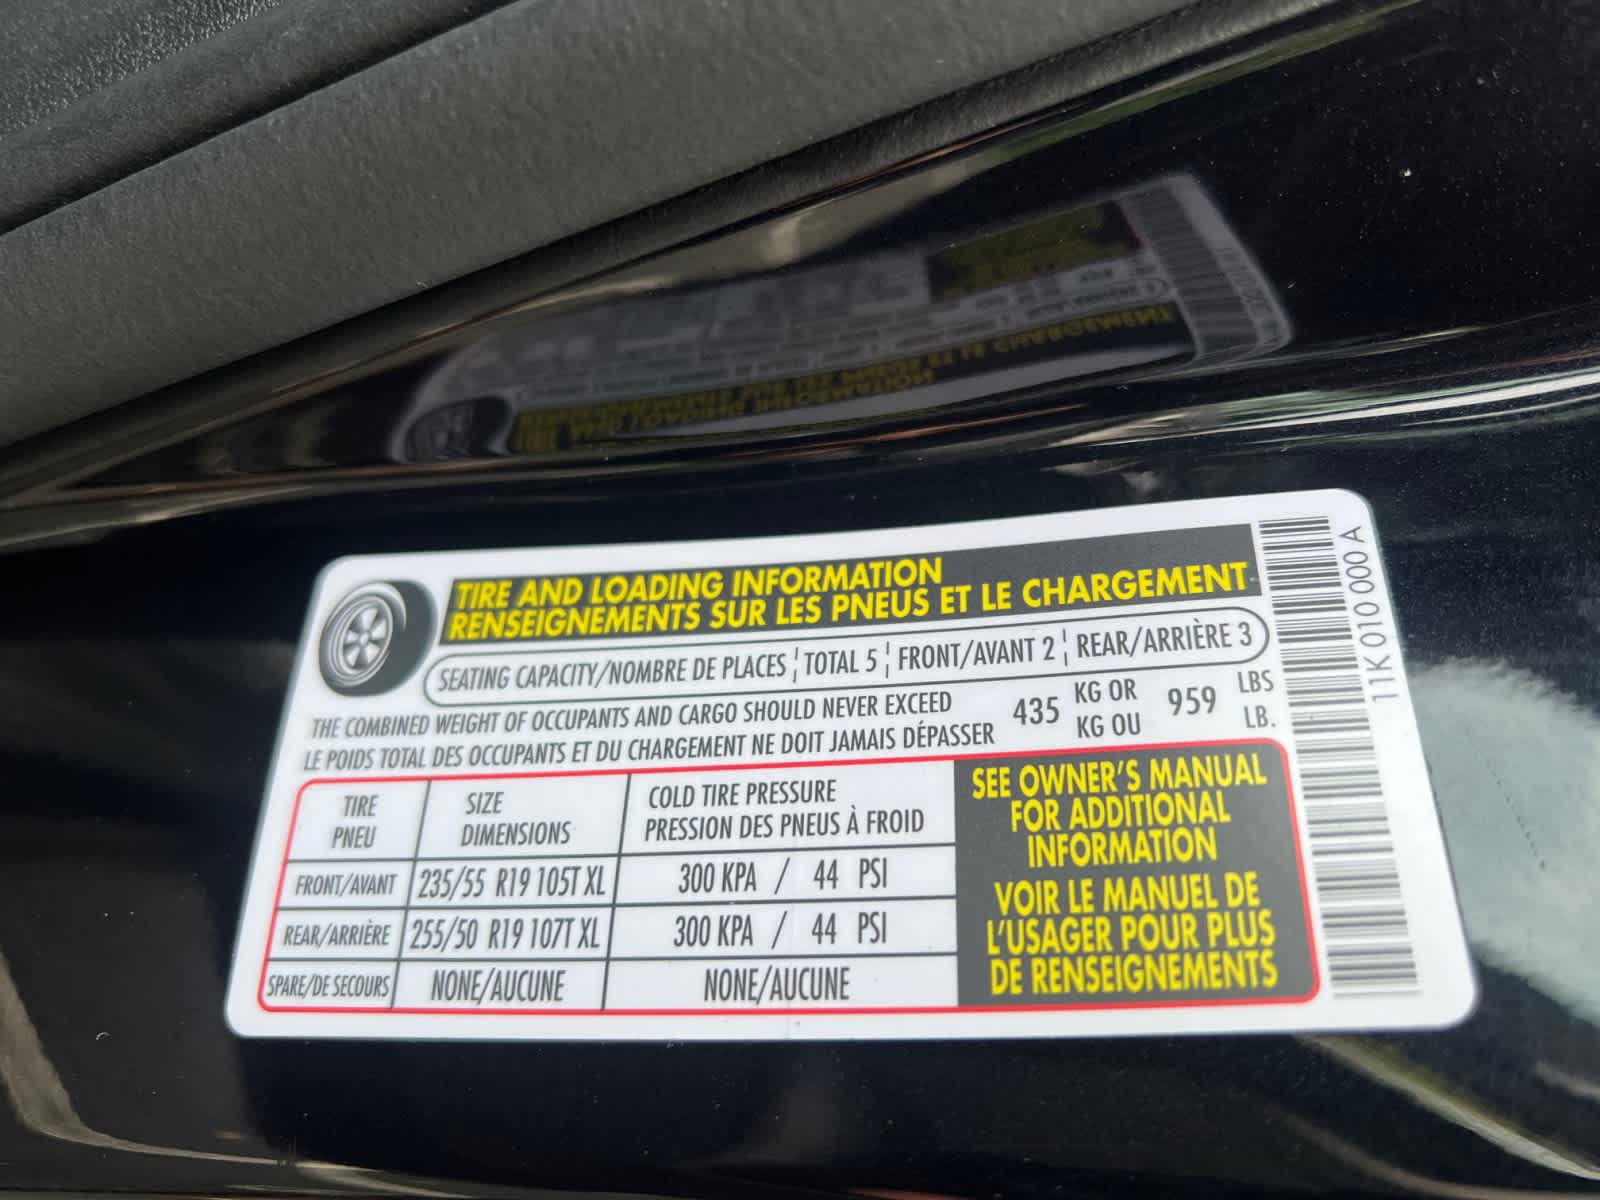 TIRE AND LOADING INFORMATION
RENSEIGNEMENTS SUR LES PNEUS ET LE CHARGEMENT
SEATING CAPACITY/NOMBRE DE PLACES TOTAL 5 FRONT/AVANT 2 REAR/ARRIÈRE 3
THE COMBINED WEIGHT OF OCCUPANTS AND CARGO SHOULD NEVER EXCEED 435 KG OR 959 LBS
LE POIDS TOTAL DES OCCUPANTS ET DU CHARGEMENT NE DOIT JAMAIS DÉPASSER KG OU LB.
TIRE SIZE COLD TIRE PRESSURE
PNEU DIMENSIONS PRESSION DES PNEUS À FROID
FRONT/AVANT 235/55 R19 105T XL 300 KPA / 44 PSI
REAR/ARRIÈRE 255/50 R19 107T XL 300 KPA / 44 PSI
SPARE/DE SECOURS NONE/AUCUNE NONE/AUCUNE
SEE OWNER'S MANUAL
FOR ADDITIONAL
INFORMATION
VOIR LE MANUEL DE
L'USAGER POUR PLUS
DE RENSEIGNEMENTS
11K 010 000 A